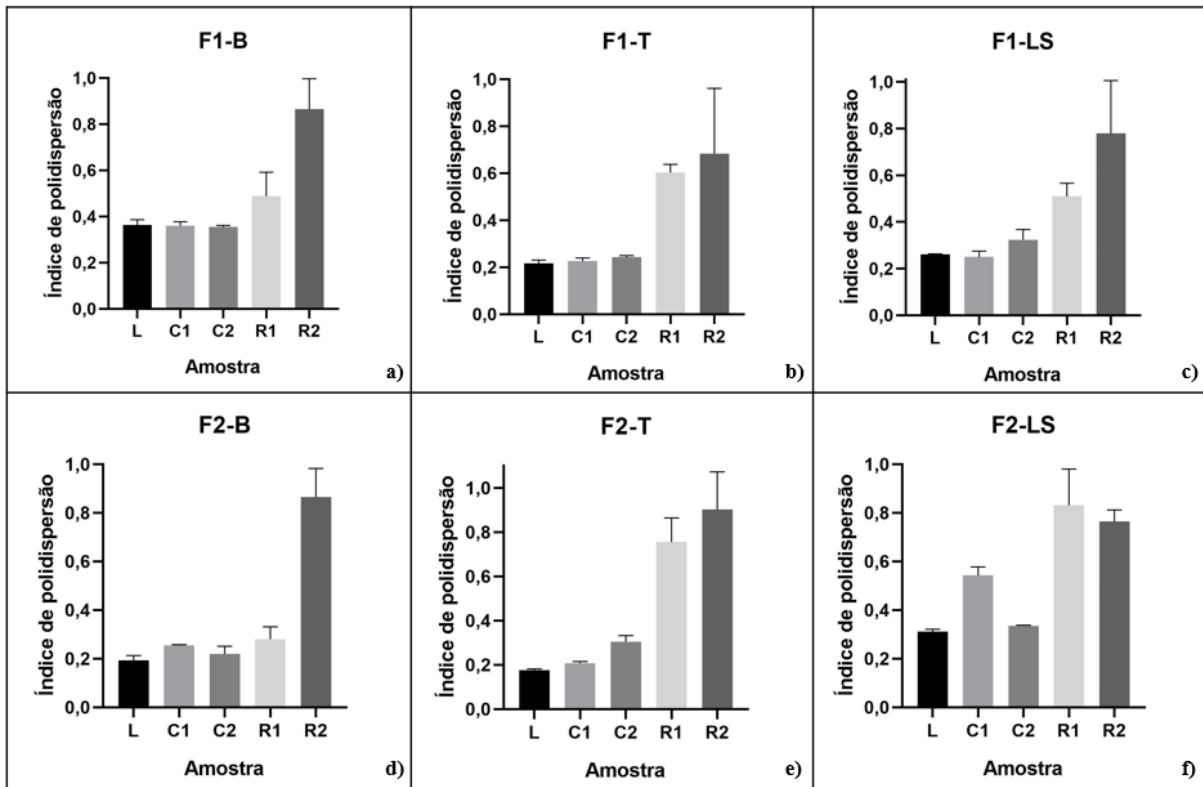 F1-B
Índice de polidispersão
1,0
0,8
0,6
0,4
0,2
0,0
L C1 C2 R1 R2
Amostra
a)
F1-T
Índice de polidispersão
1,0
0,8
0,6
0,4
0,2
0,0
L C1 C2 R1 R2
Amostra
b)
F1-LS
Índice de polidispersão
1,0
0,8
0,6
0,4
0,2
0,0
L C1 C2 R1 R2
Amostra
c)
F2-B
Índice de polidispersão
1,0
0,8
0,6
0,4
0,2
0,0
L C1 C2 R1 R2
Amostra
d)
F2-T
Índice de polidispersão
1,0
0,8
0,6
0,4
0,2
0,0
L C1 C2 R1 R2
Amostra
e)
F2-LS
Índice de polidispersão
1,0
0,8
0,6
0,4
0,2
0,0
L C1 C2 R1 R2
Amostra
f)